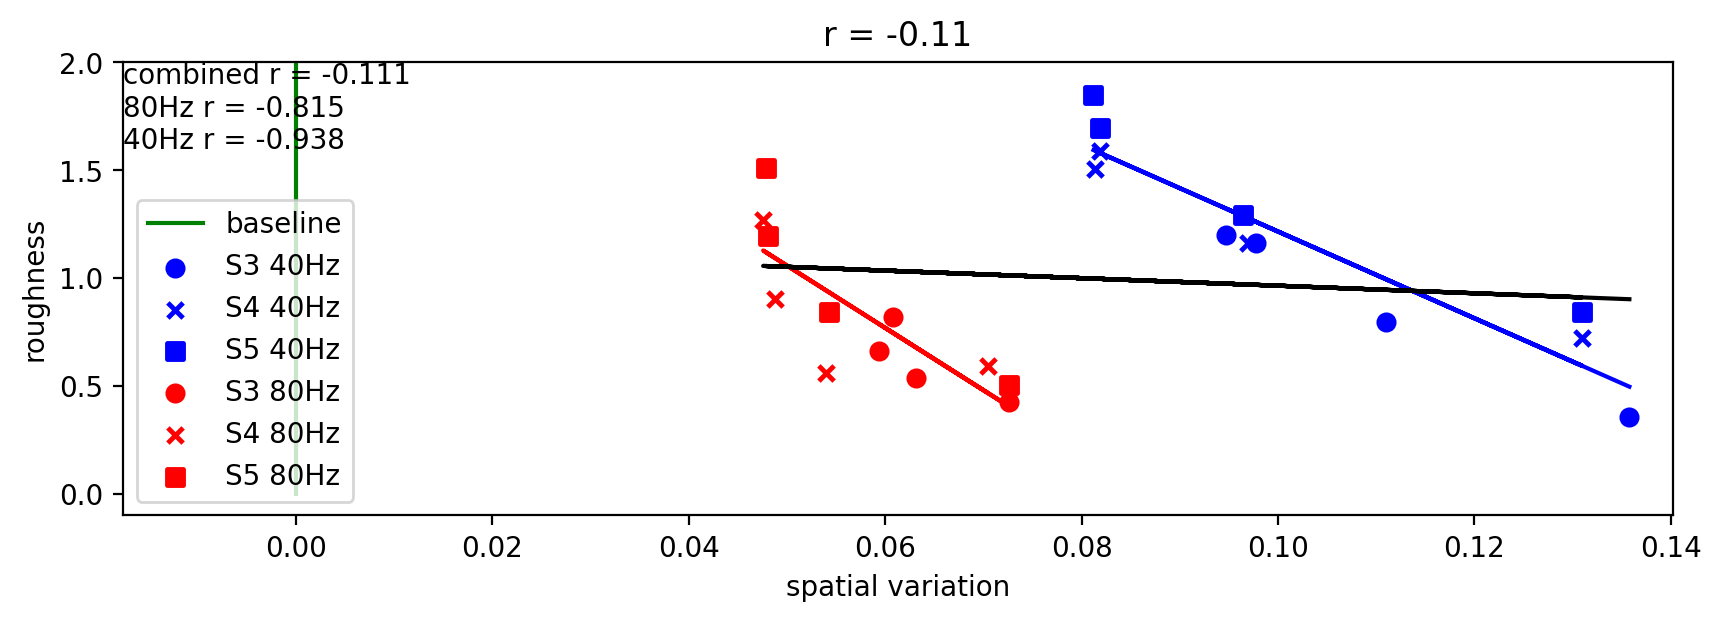 r = -0.11
combined r = -0.111
80Hz r = -0.815
40Hz r = -0.938
2.0
1.5
1.0
0.5
0.0
roughness
baseline
S3 40Hz
S4 40Hz
S5 40Hz
S3 80Hz
S4 80Hz
S5 80Hz
0.00 0.02 0.04 0.06 0.08 0.10 0.12 0.14
spatial variation